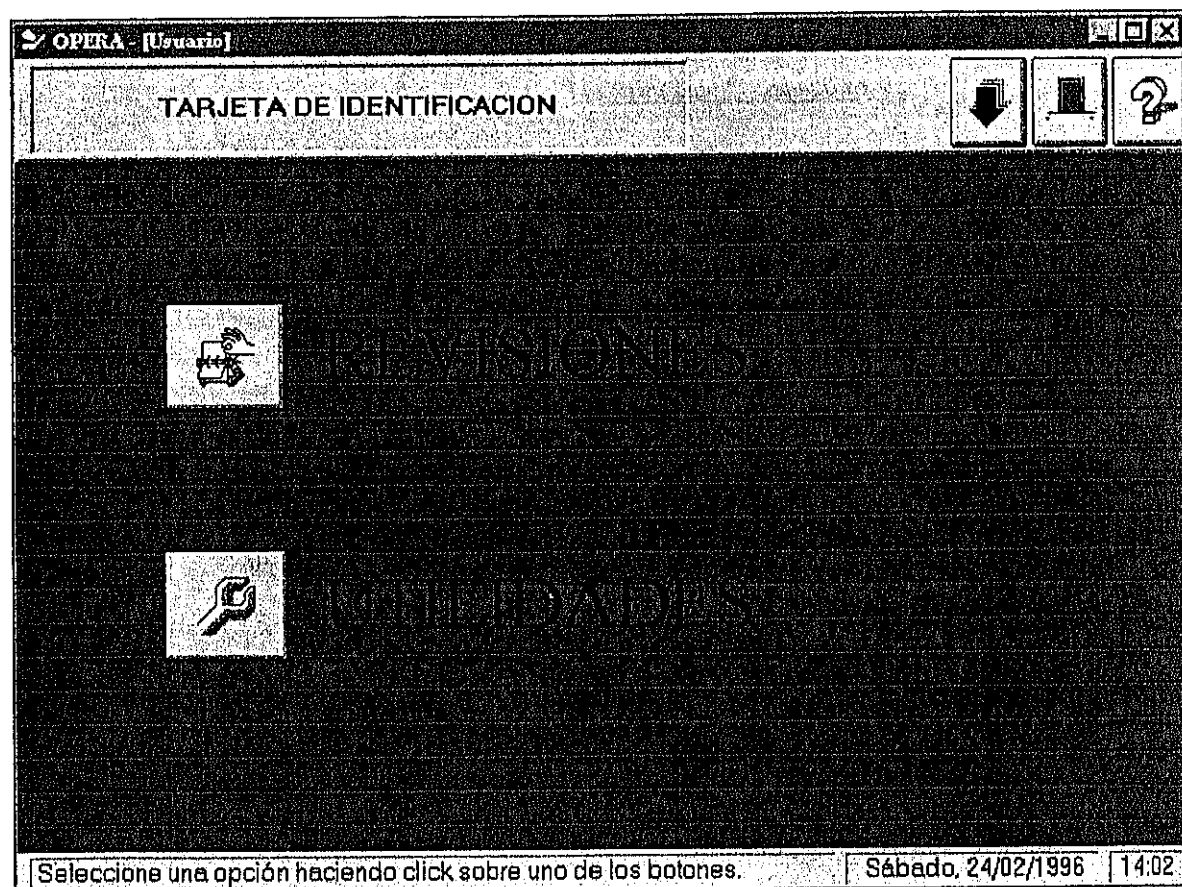 OPERA - [Usuario]
TARJETA DE IDENTIFICACION
REVISIONES
UTILIDADES
Seleccione una opción haciendo click sobre uno de los botones.
Sábado, 24/02/1996
14:02